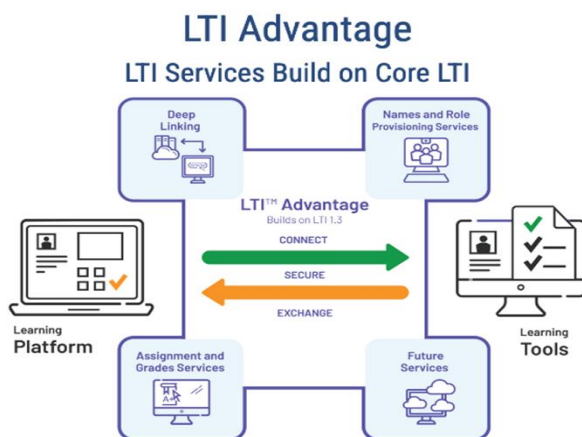 LTI Advantage
LTI Services Build on Core LTI
Deep
Linking
Names and Role
Provisioning Services
LTI™ Advantage
Builds on LTI 1.3
CONNECT
SECURE
EXCHANGE
Learning
Platform
Learning
Tools
Assignment and
Grades Services
A+
Future
Services